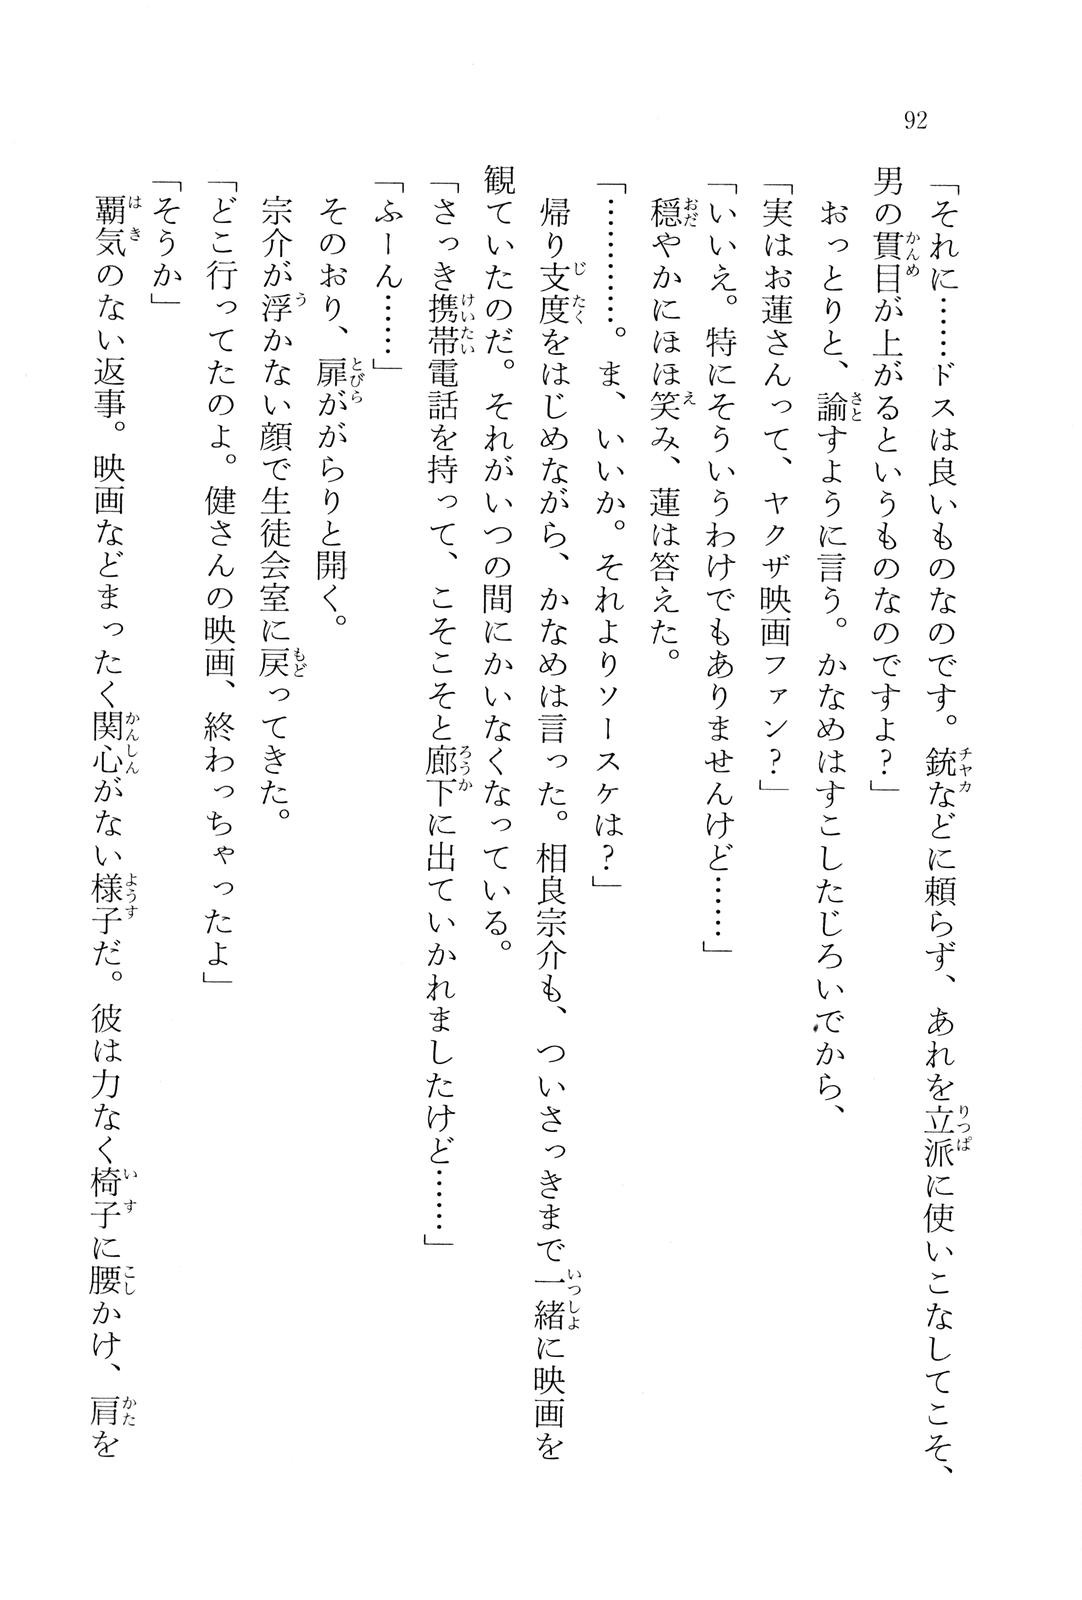 92
「それに……ドスは良いものなのです。銃などに頼らず、あれを立派に使いこなしてこそ、
男の貫目が上がるというものなのですよ？」
おっとりと、諭すように言う。かなめはすこしたじろいでから、
「実はお蓮さんって、ヤクザ映画ファン？」
「いいえ。特にそういうわけでもありませんけど……」
穏やかにほほ笑み、蓮は答えた。
「…………。ま、いいか。それよりソースケは？」
帰り支度をはじめながら、かなめは言った。相良宗介も、ついさっきまで一緒に映画を
観ていたのだ。それがいつの間にかいなくなっている。
「さっき携帯電話を持って、こそこそと廊下に出ていかれましたけど……」
「ふーん……」
そのおり、扉ががらりと開く。
宗介が浮かない顔で生徒会室に戻ってきた。
「どこ行ってたのよ。健さんの映画、終わっちゃったよ」
「そうか」
覇気のない返事。映画などまったく関心がない様子だ。彼は力なく椅子に腰かけ、肩を